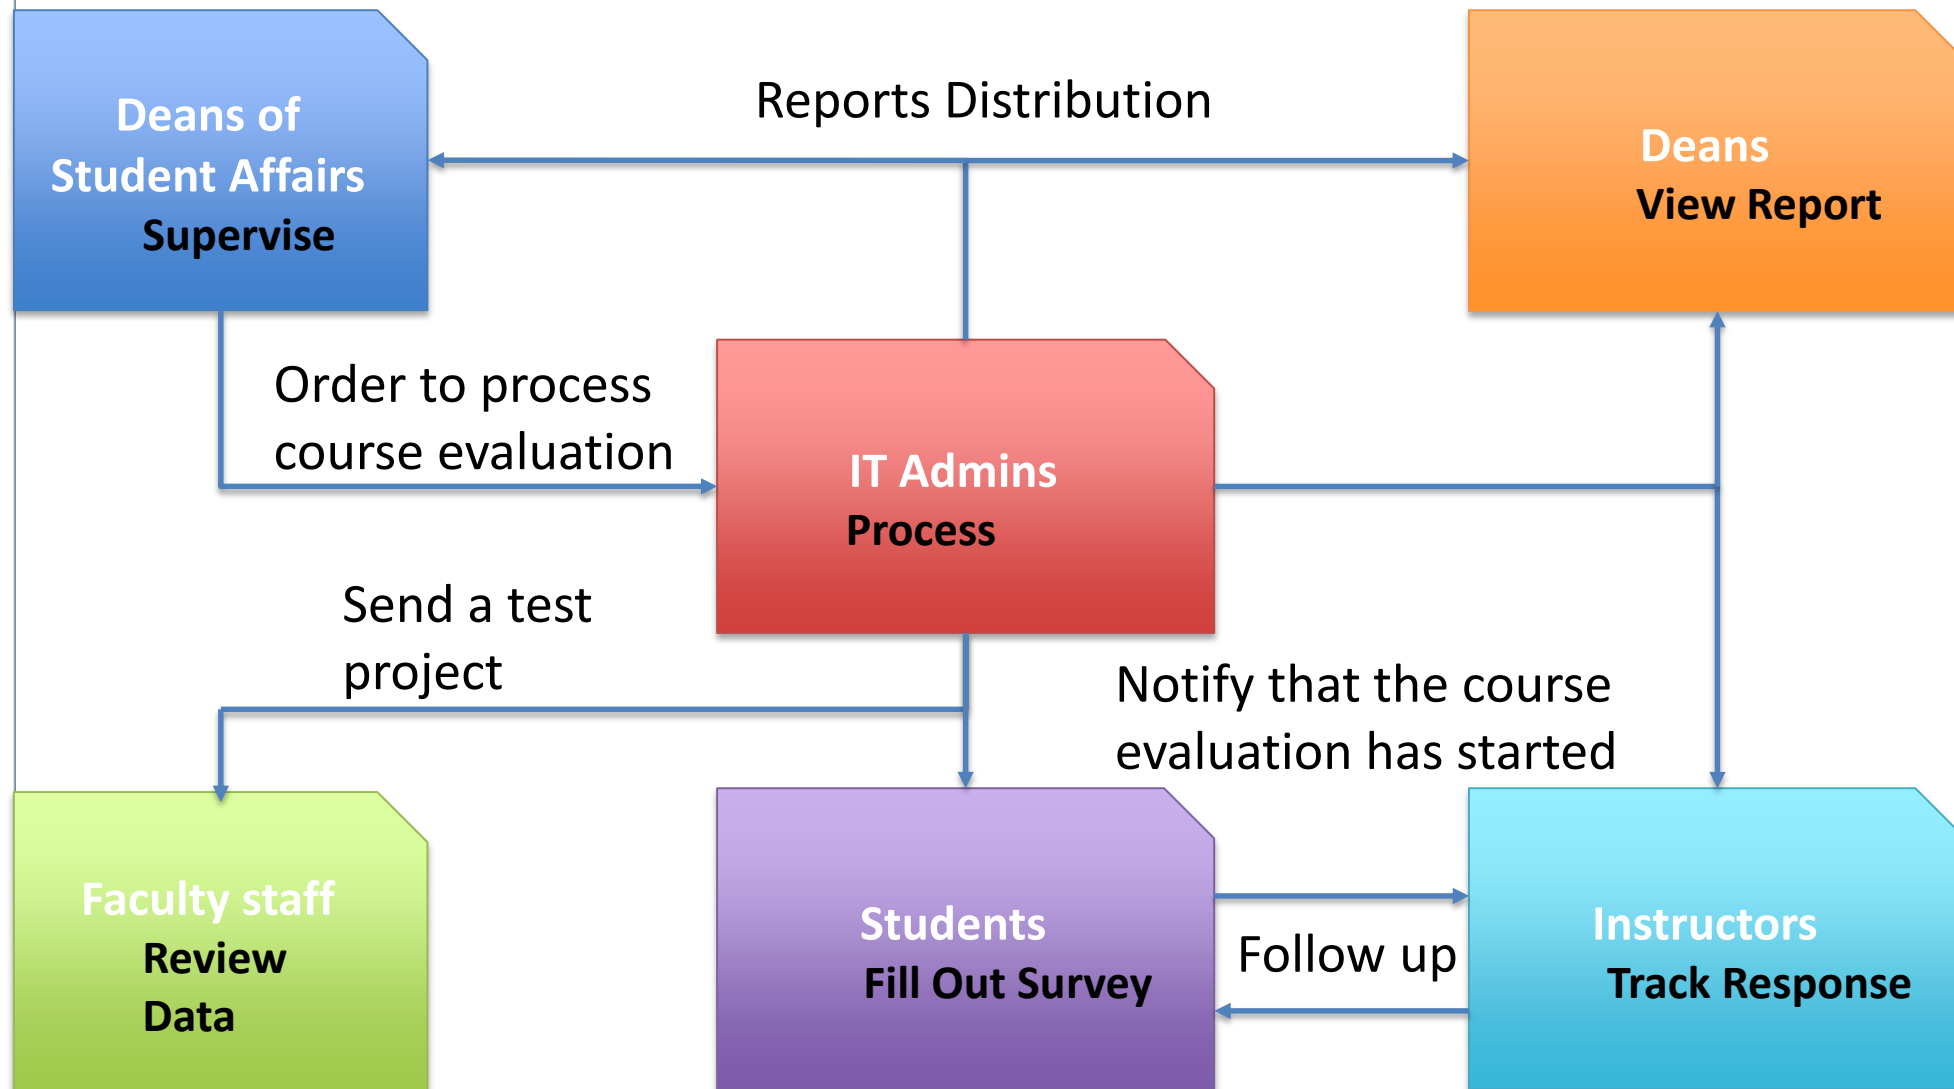 Deans of
Student Affairs
Supervise
Reports Distribution
Deans
View Report
Order to process
course evaluation
IT Admins
Process
Send a test
project
Notify that the course
evaluation has started
Faculty staff
Review
Data
Students
Fill Out Survey
Follow up
Instructors
Track Response